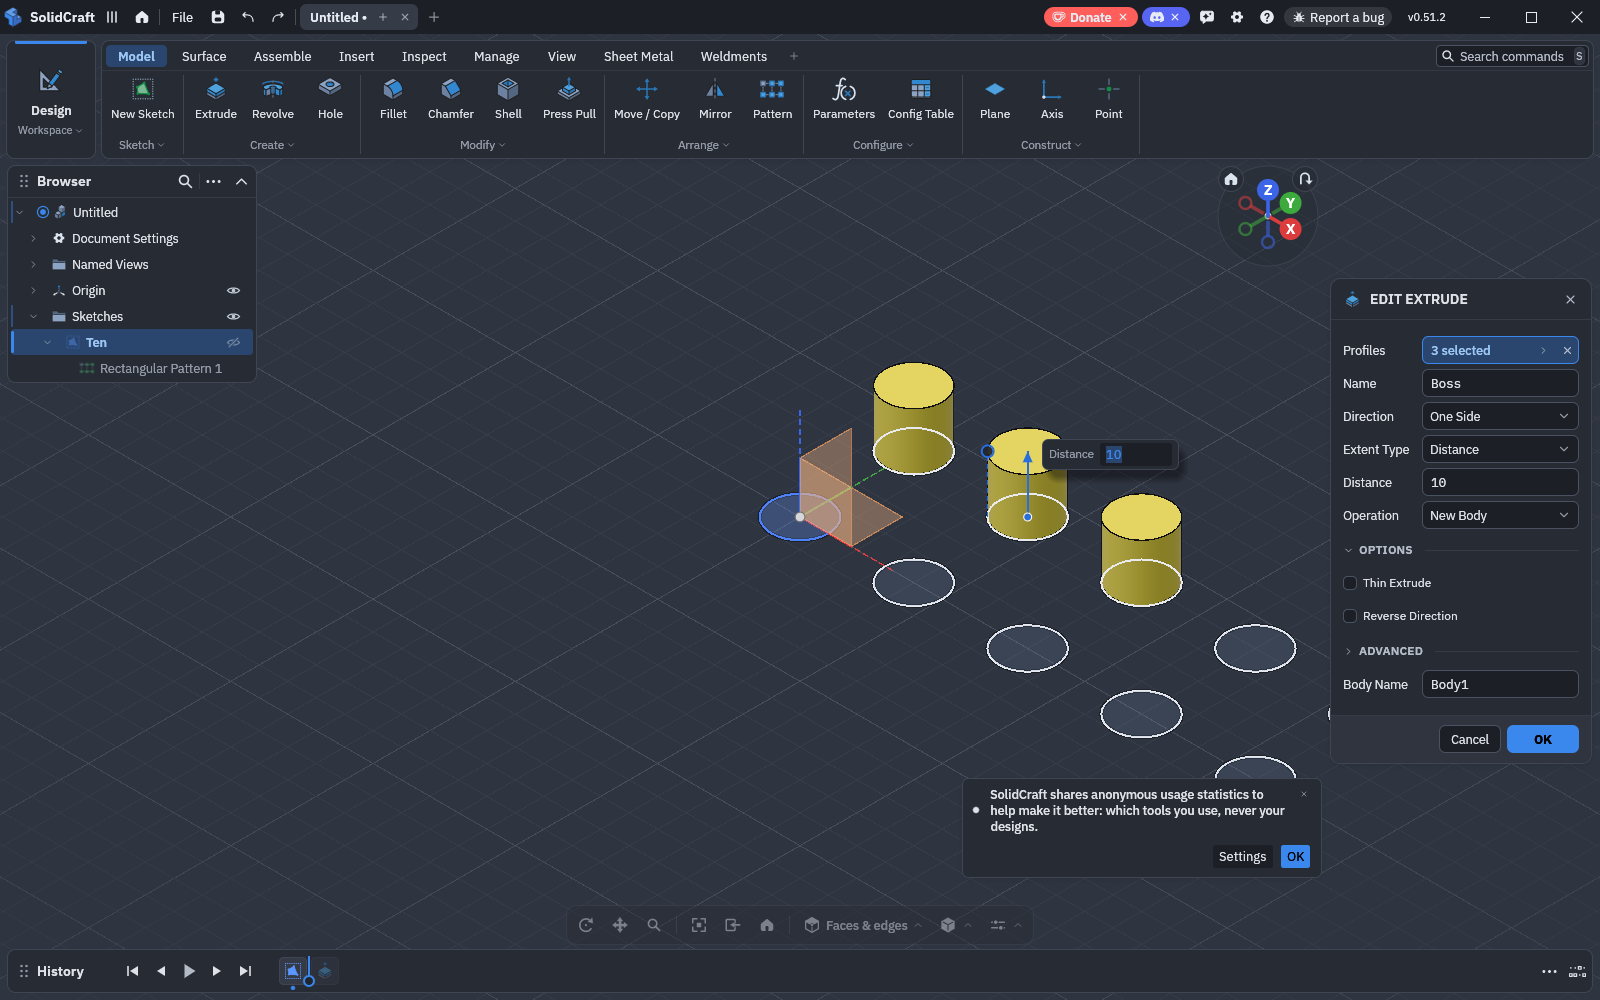 SolidCraft
File
Untitled •
Donate
Report a bug
v0.51.2
Design
Workspace
Model
Surface
Assemble
Insert
Inspect
Manage
View
Sheet Metal
Weldments
Search commands
S
New Sketch
Extrude
Revolve
Hole
Fillet
Chamfer
Shell
Press Pull
Move / Copy
Mirror
Pattern
Parameters
Config Table
Plane
Axis
Point
Sketch
Create
Modify
Arrange
Configure
Construct
Browser
Untitled
Document Settings
Named Views
Origin
Sketches
Ten
Rectangular Pattern 1
Z
Y
X
Distance
10
EDIT EXTRUDE
Profiles
3 selected
Name
Boss
Direction
One Side
Extent Type
Distance
Distance
10
Operation
New Body
OPTIONS
Thin Extrude
Reverse Direction
ADVANCED
Body Name
Body1
Cancel
OK
SolidCraft shares anonymous usage statistics to
help make it better: which tools you use, never your
designs.
Settings
OK
Faces & edges
History